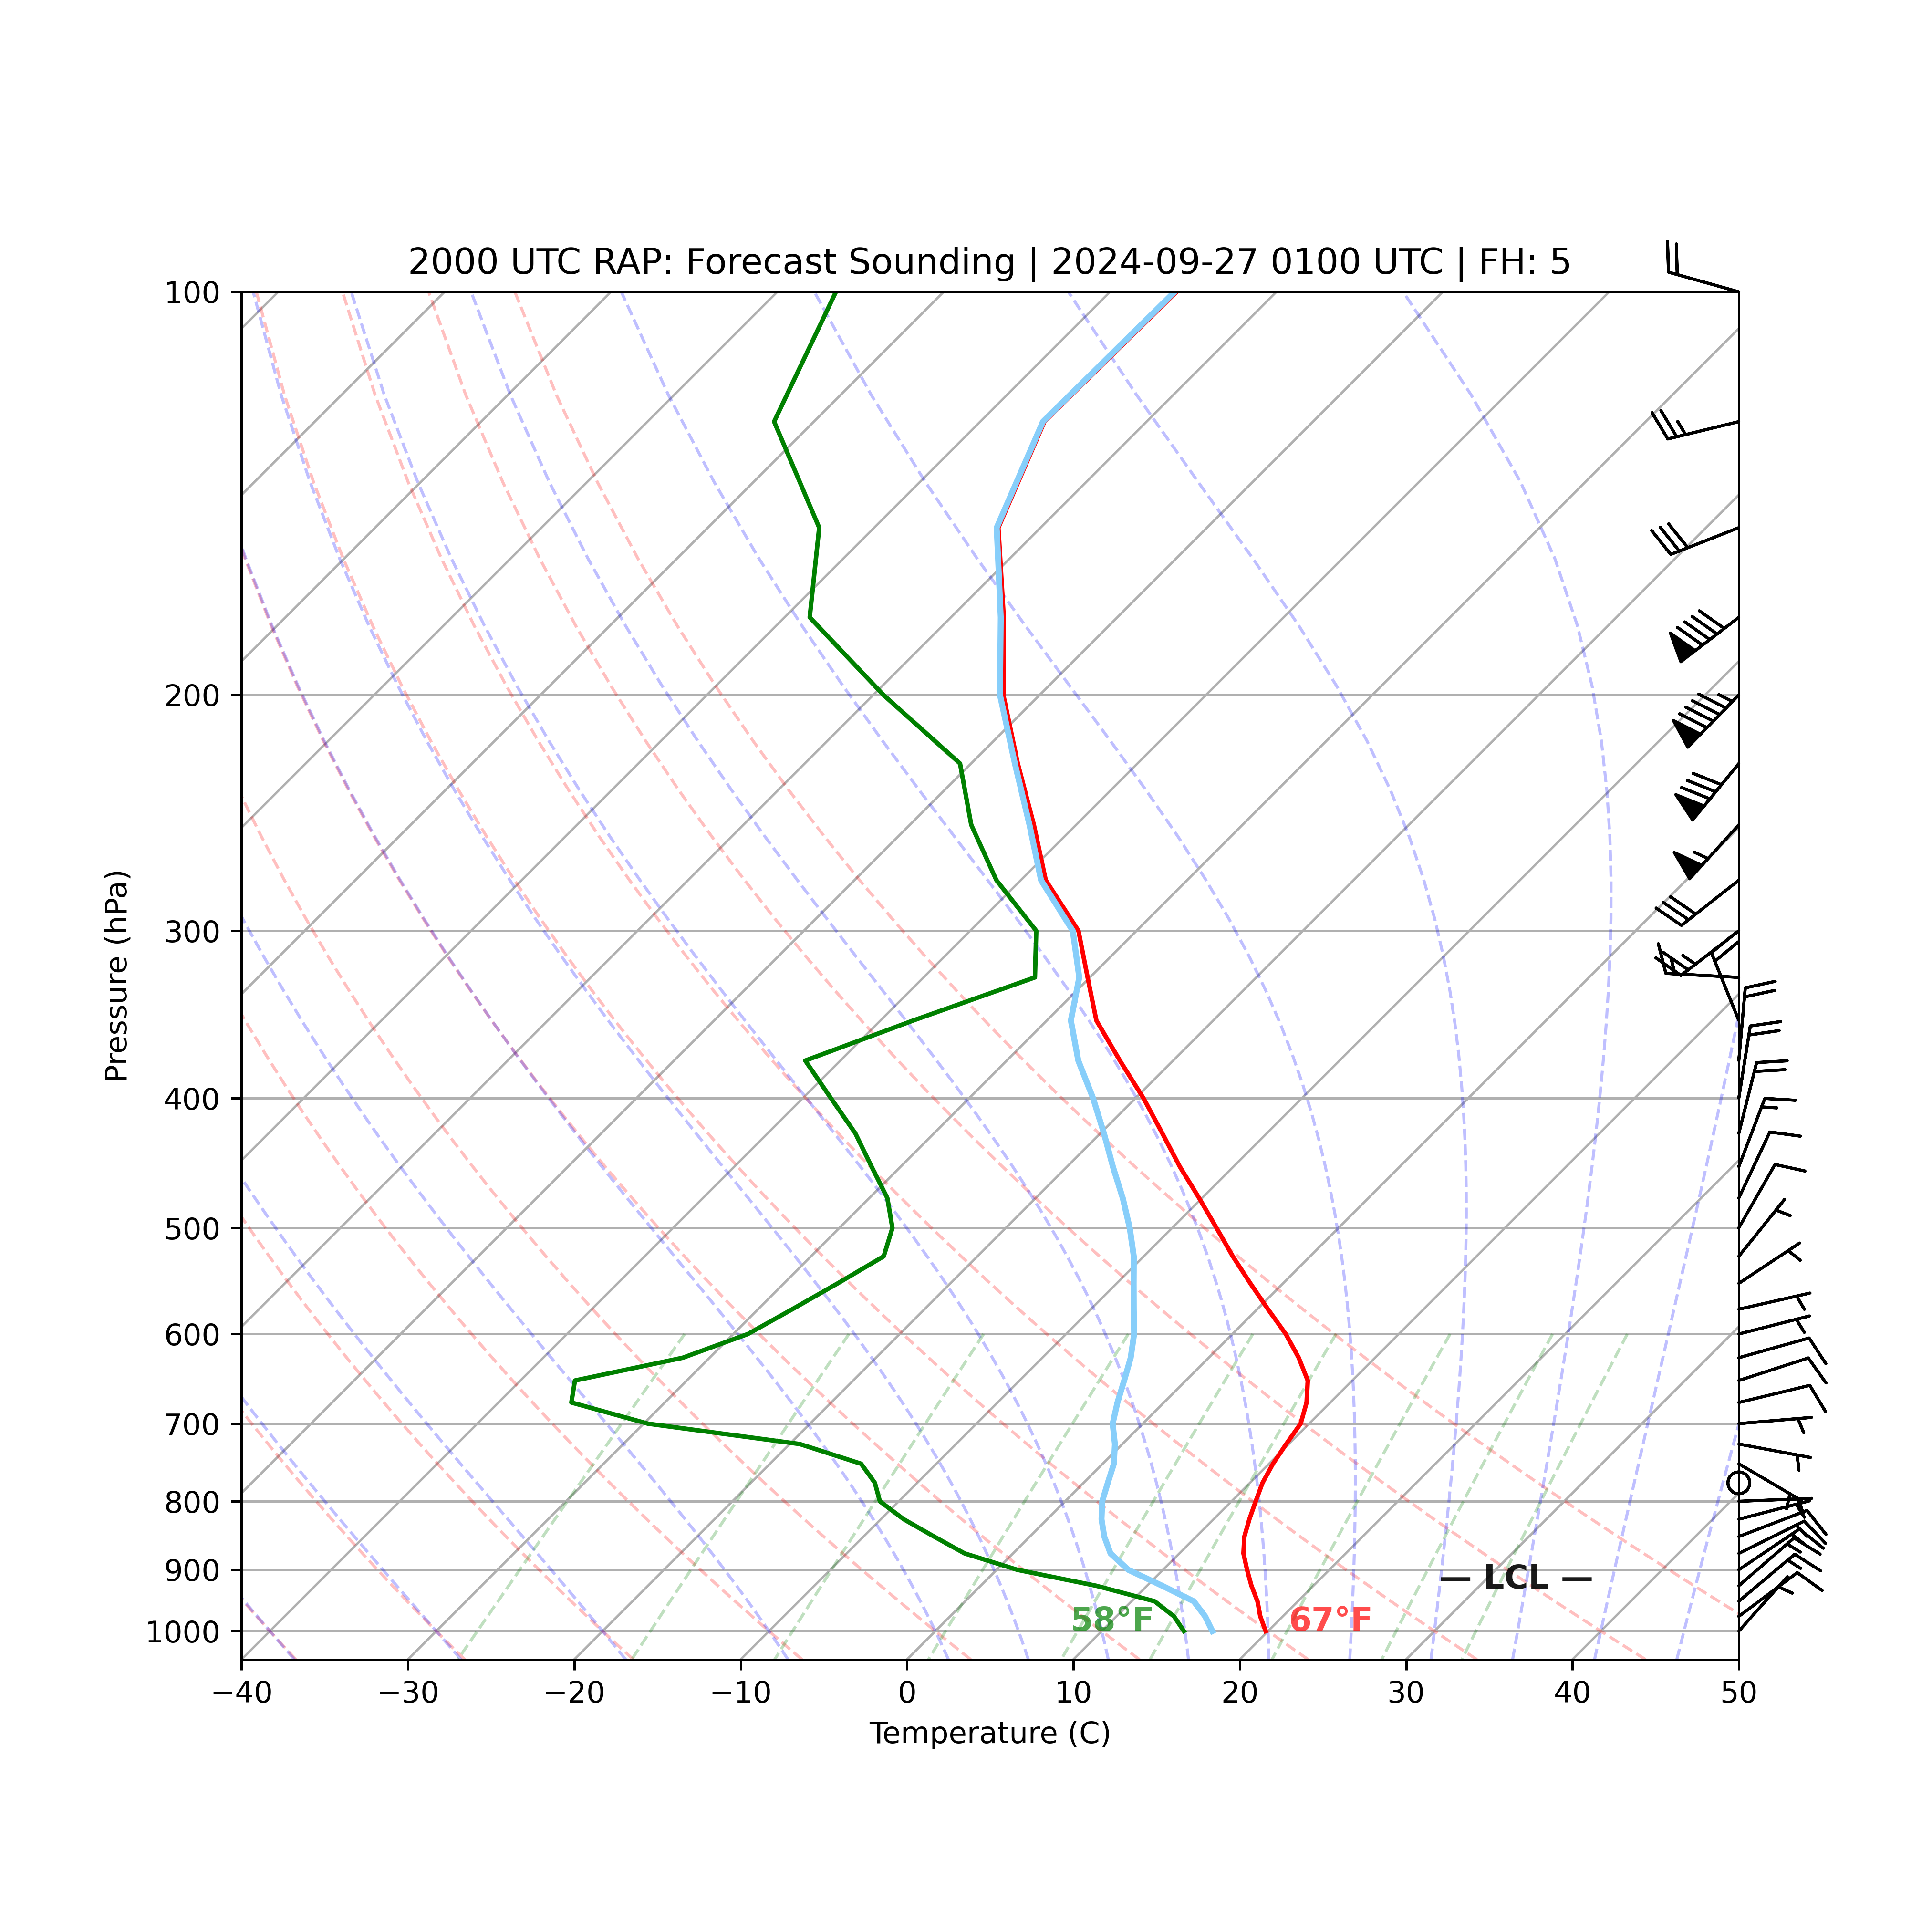 2000 UTC RAP: Forecast Sounding | 2024-09-27 0100 UTC | FH: 5
100
200
300
400
500
600
700
800
900
1000
Pressure (hPa)
— LCL —
58°F
67°F
−40 −30 −20 −10 0 10 20 30 40 50
Temperature (C)